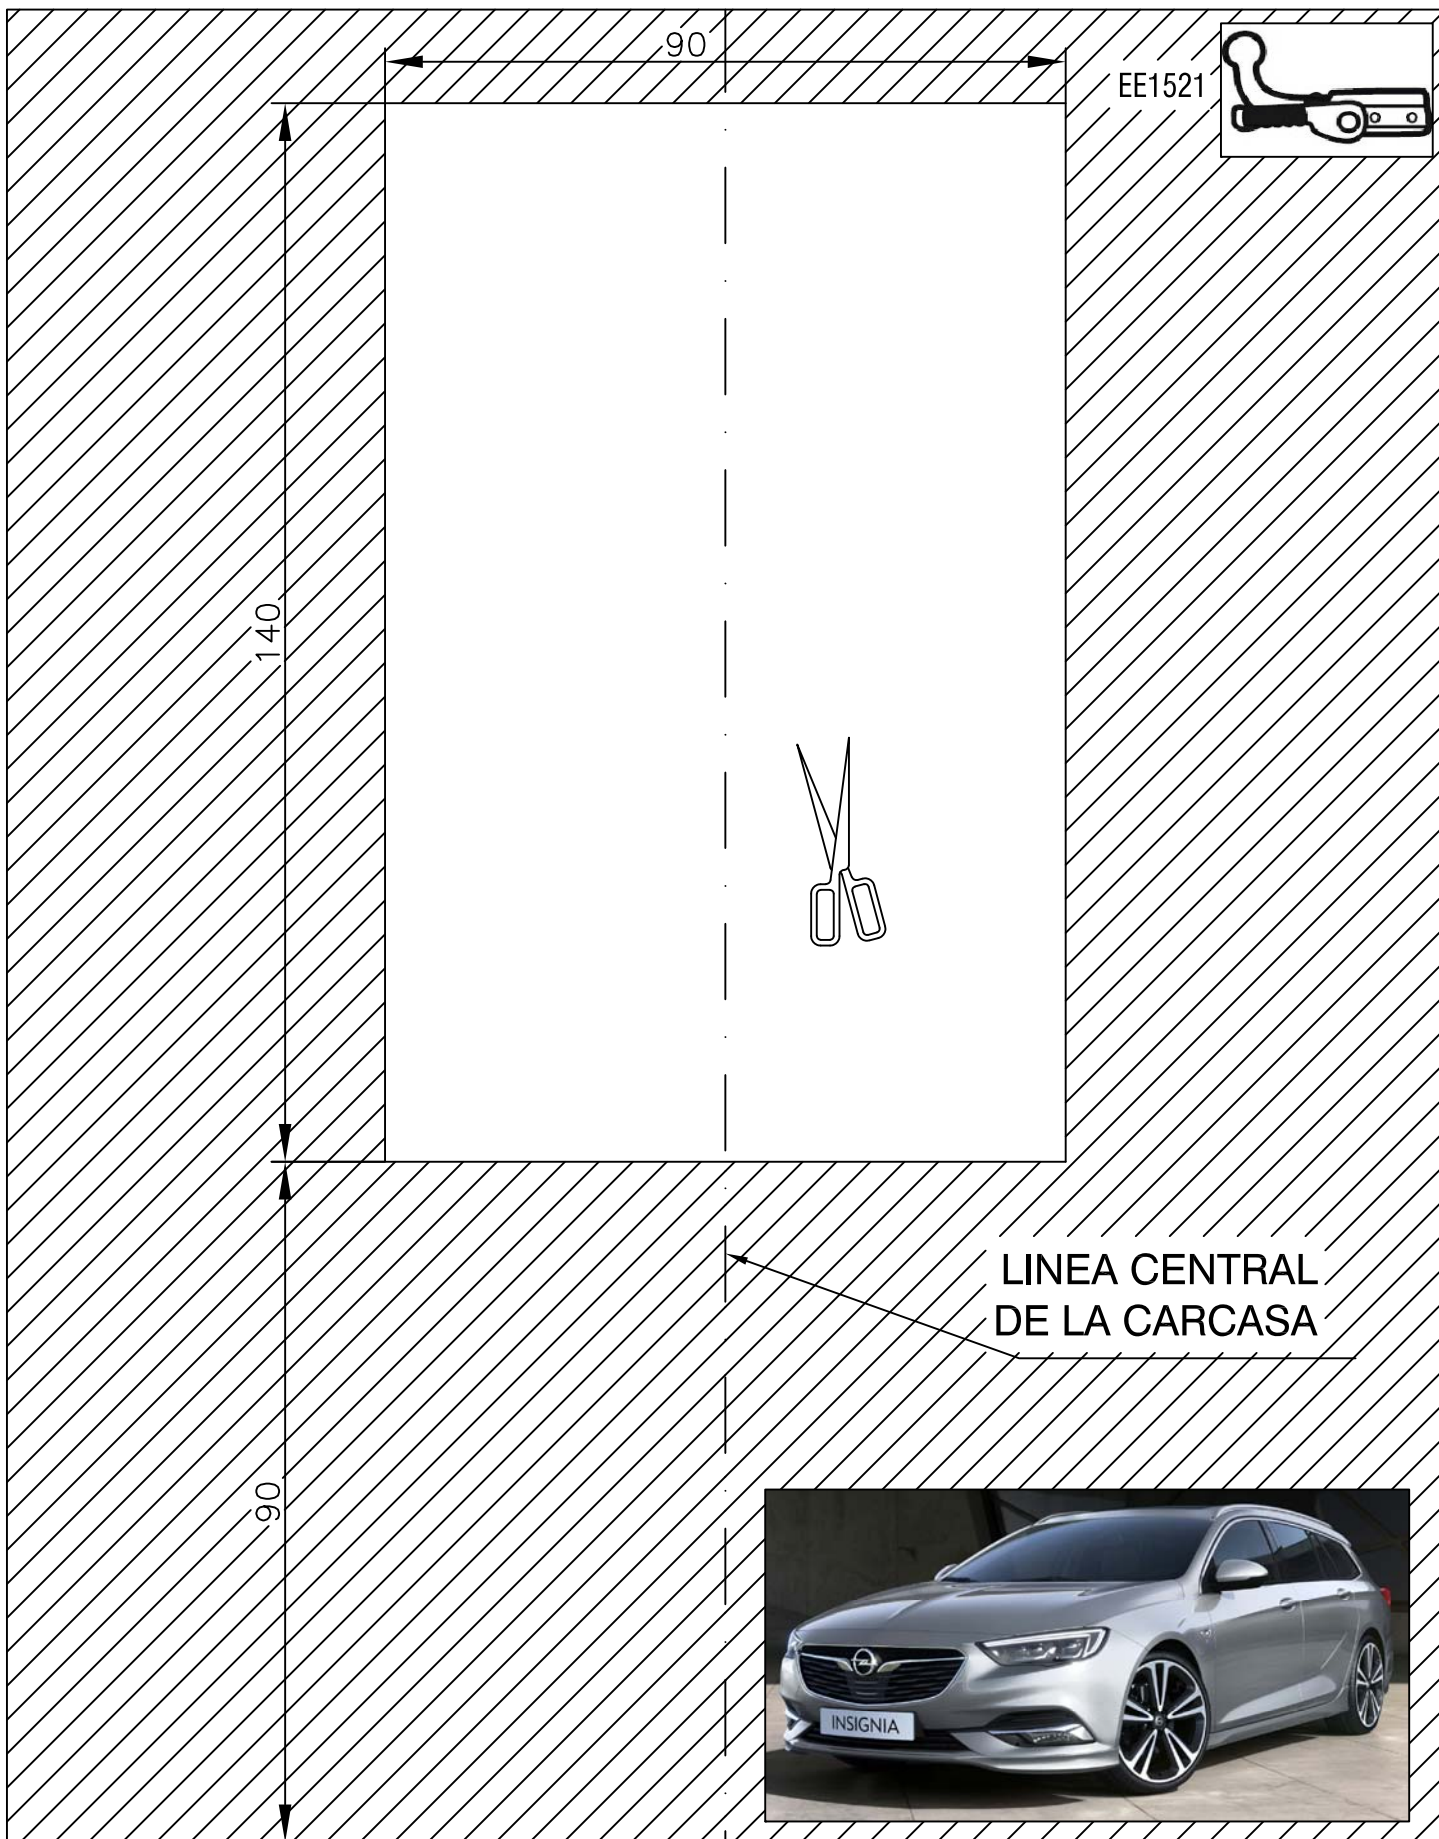 90
EE1521
140
LINEA CENTRAL
DE LA CARCASA
90
INSIGNIA